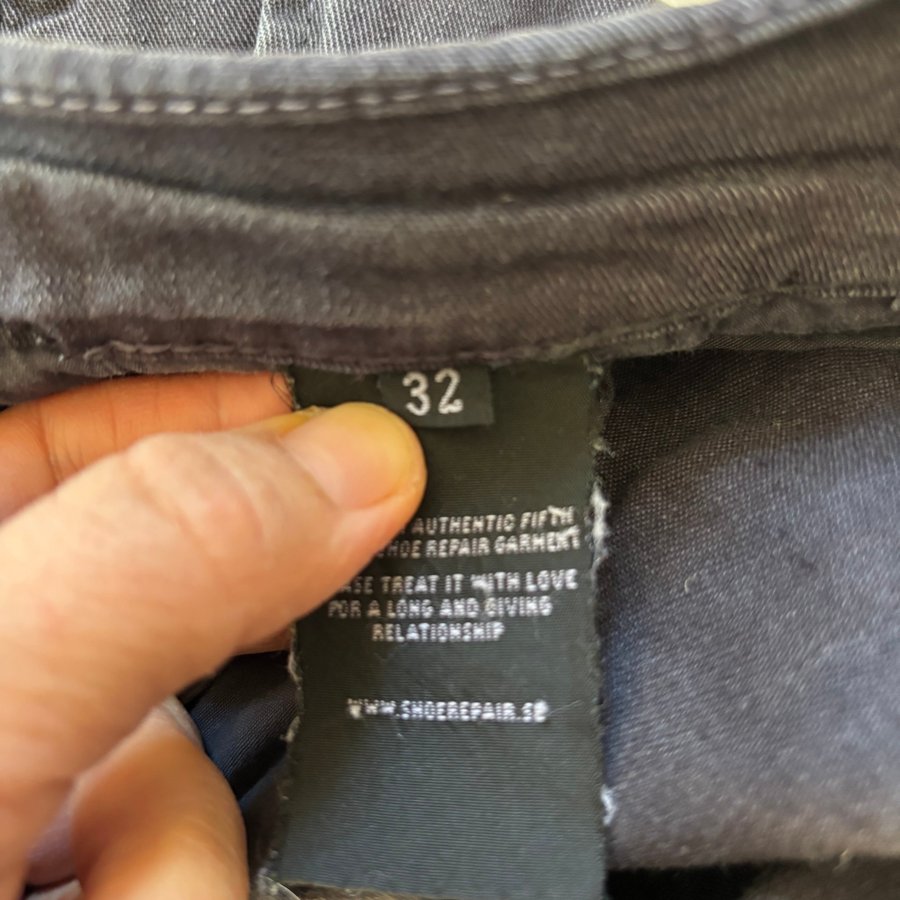 32
AUTHENTIC FIFTH
SHOE REPAIR GARMENT
TREAT IT WITH LOVE
FOR A LONG AND GIVING
RELATIONSHIP
WWW.SHOEREPAIR.SE